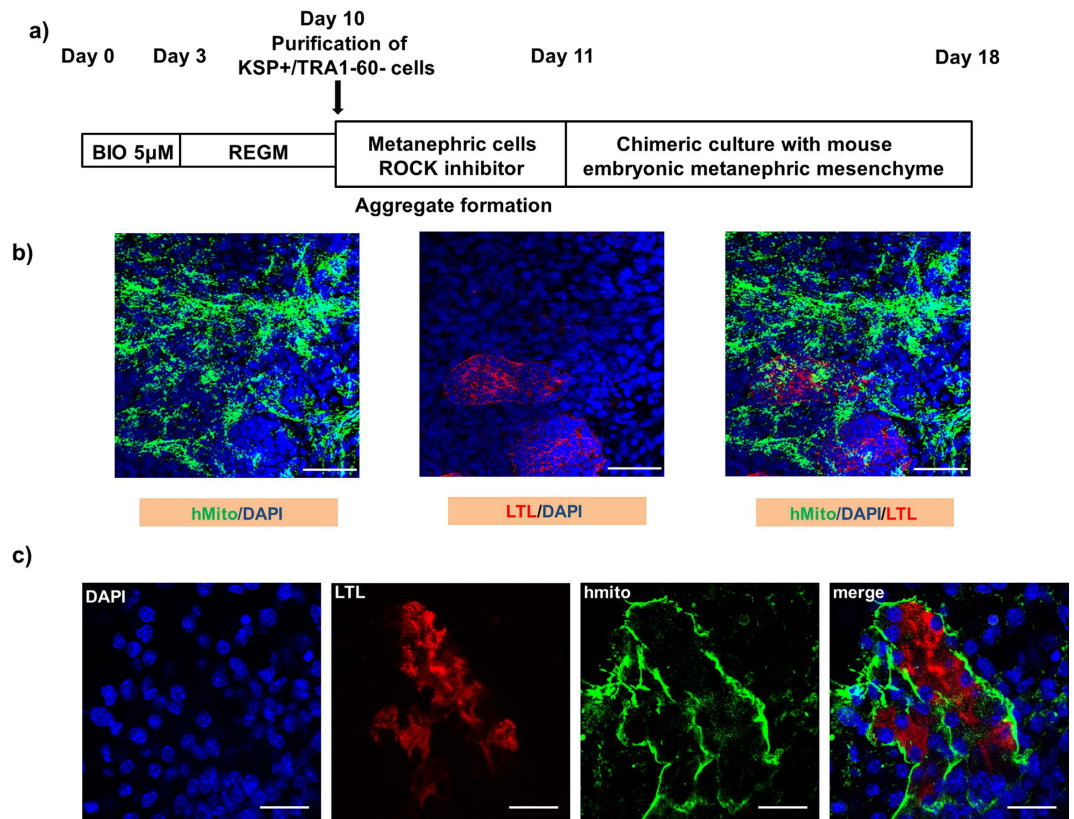 a)
Day 0
Day 3
Day 10
Purification of
KSP+/TRA1-60- cells
Day 11
Day 18
BIO 5µM
REGM
Metanephric cells
ROCK inhibitor
Chimeric culture with mouse
embryonic metanephric mesenchyme
Aggregate formation
b)
hMito/DAPI
LTL/DAPI
hMito/DAPI/LTL
c)
DAPI
LTL
hmito
merge